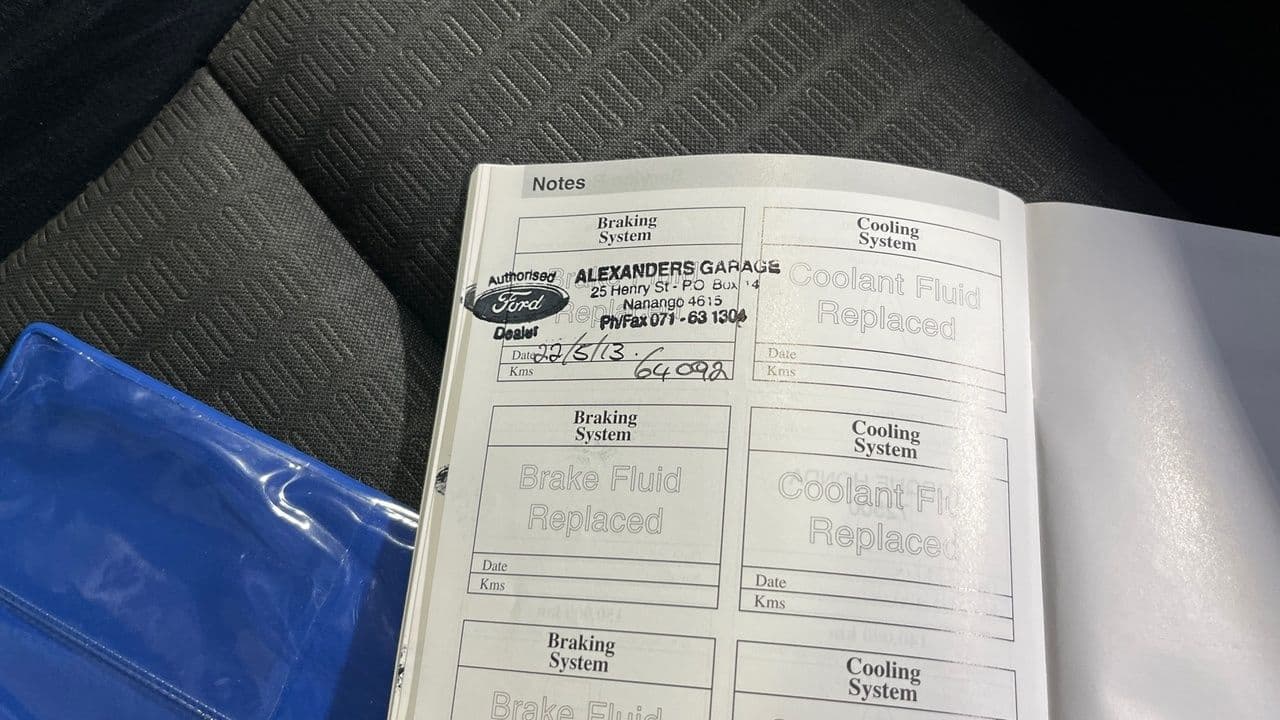 Notes
Braking
System
Authorised
Ford
Dealer
ALEXANDERS GARAGE
25 Henry St - PO Box 14
Nanango 4615
Ph/Fax 071 - 63 1304
Date 22/5/13.
Kms 64092
Cooling
System
Coolant Fluid
Replaced
Date
Kms
Braking
System
Brake Fluid
Replaced
Date
Kms
Cooling
System
Coolant Flu
Replaced
Date
Kms
Braking
System
Brake Fluid
Cooling
System